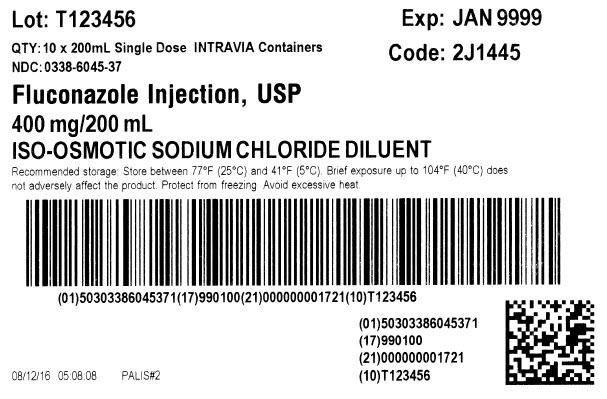 Lot: T123456
Exp: JAN 9999
QTY: 10 x 200mL Single Dose INTRAVIA Containers
Code: 2J1445
NDC: 0338-6045-37
Fluconazole Injection, USP
400 mg/200 mL
ISO-OSMOTIC SODIUM CHLORIDE DILUENT
Recommended storage: Store between 77°F (25°C) and 41°F (5°C). Brief exposure up to 104°F (40°C) does
not adversely affect the product. Protect from freezing. Avoid excessive heat.
(01)50303386045371(17)990100(21)000000001721(10)T123456
(01)50303386045371
(17)990100
(21)000000001721
(10)T123456
08/12/16 05:08:08 PALIS#2